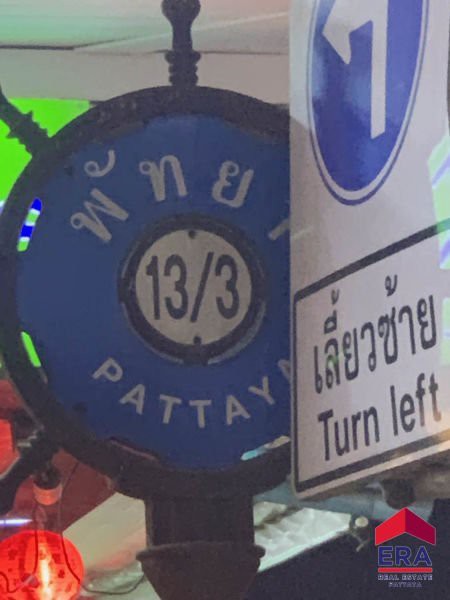 พัทยา
13/3
PATTAYA
เลี้ยวซ้าย
Turn left
ERA
REAL ESTATE
PATTAYA